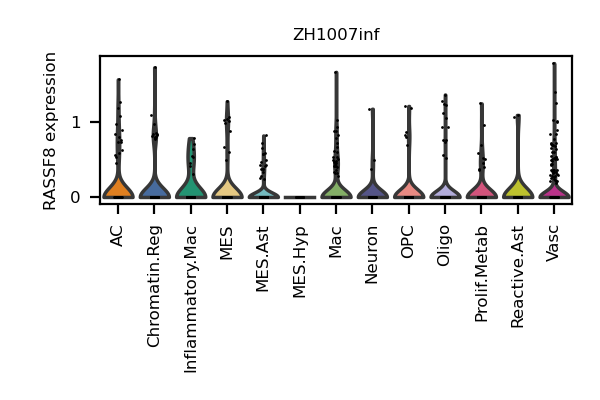 ZH1007inf
RASSF8 expression
1
0
AC
Chromatin.Reg
Inflammatory.Mac
MES
MES.Ast
MES.Hyp
Mac
Neuron
OPC
Oligo
Prolif.Metab
Reactive.Ast
Vasc